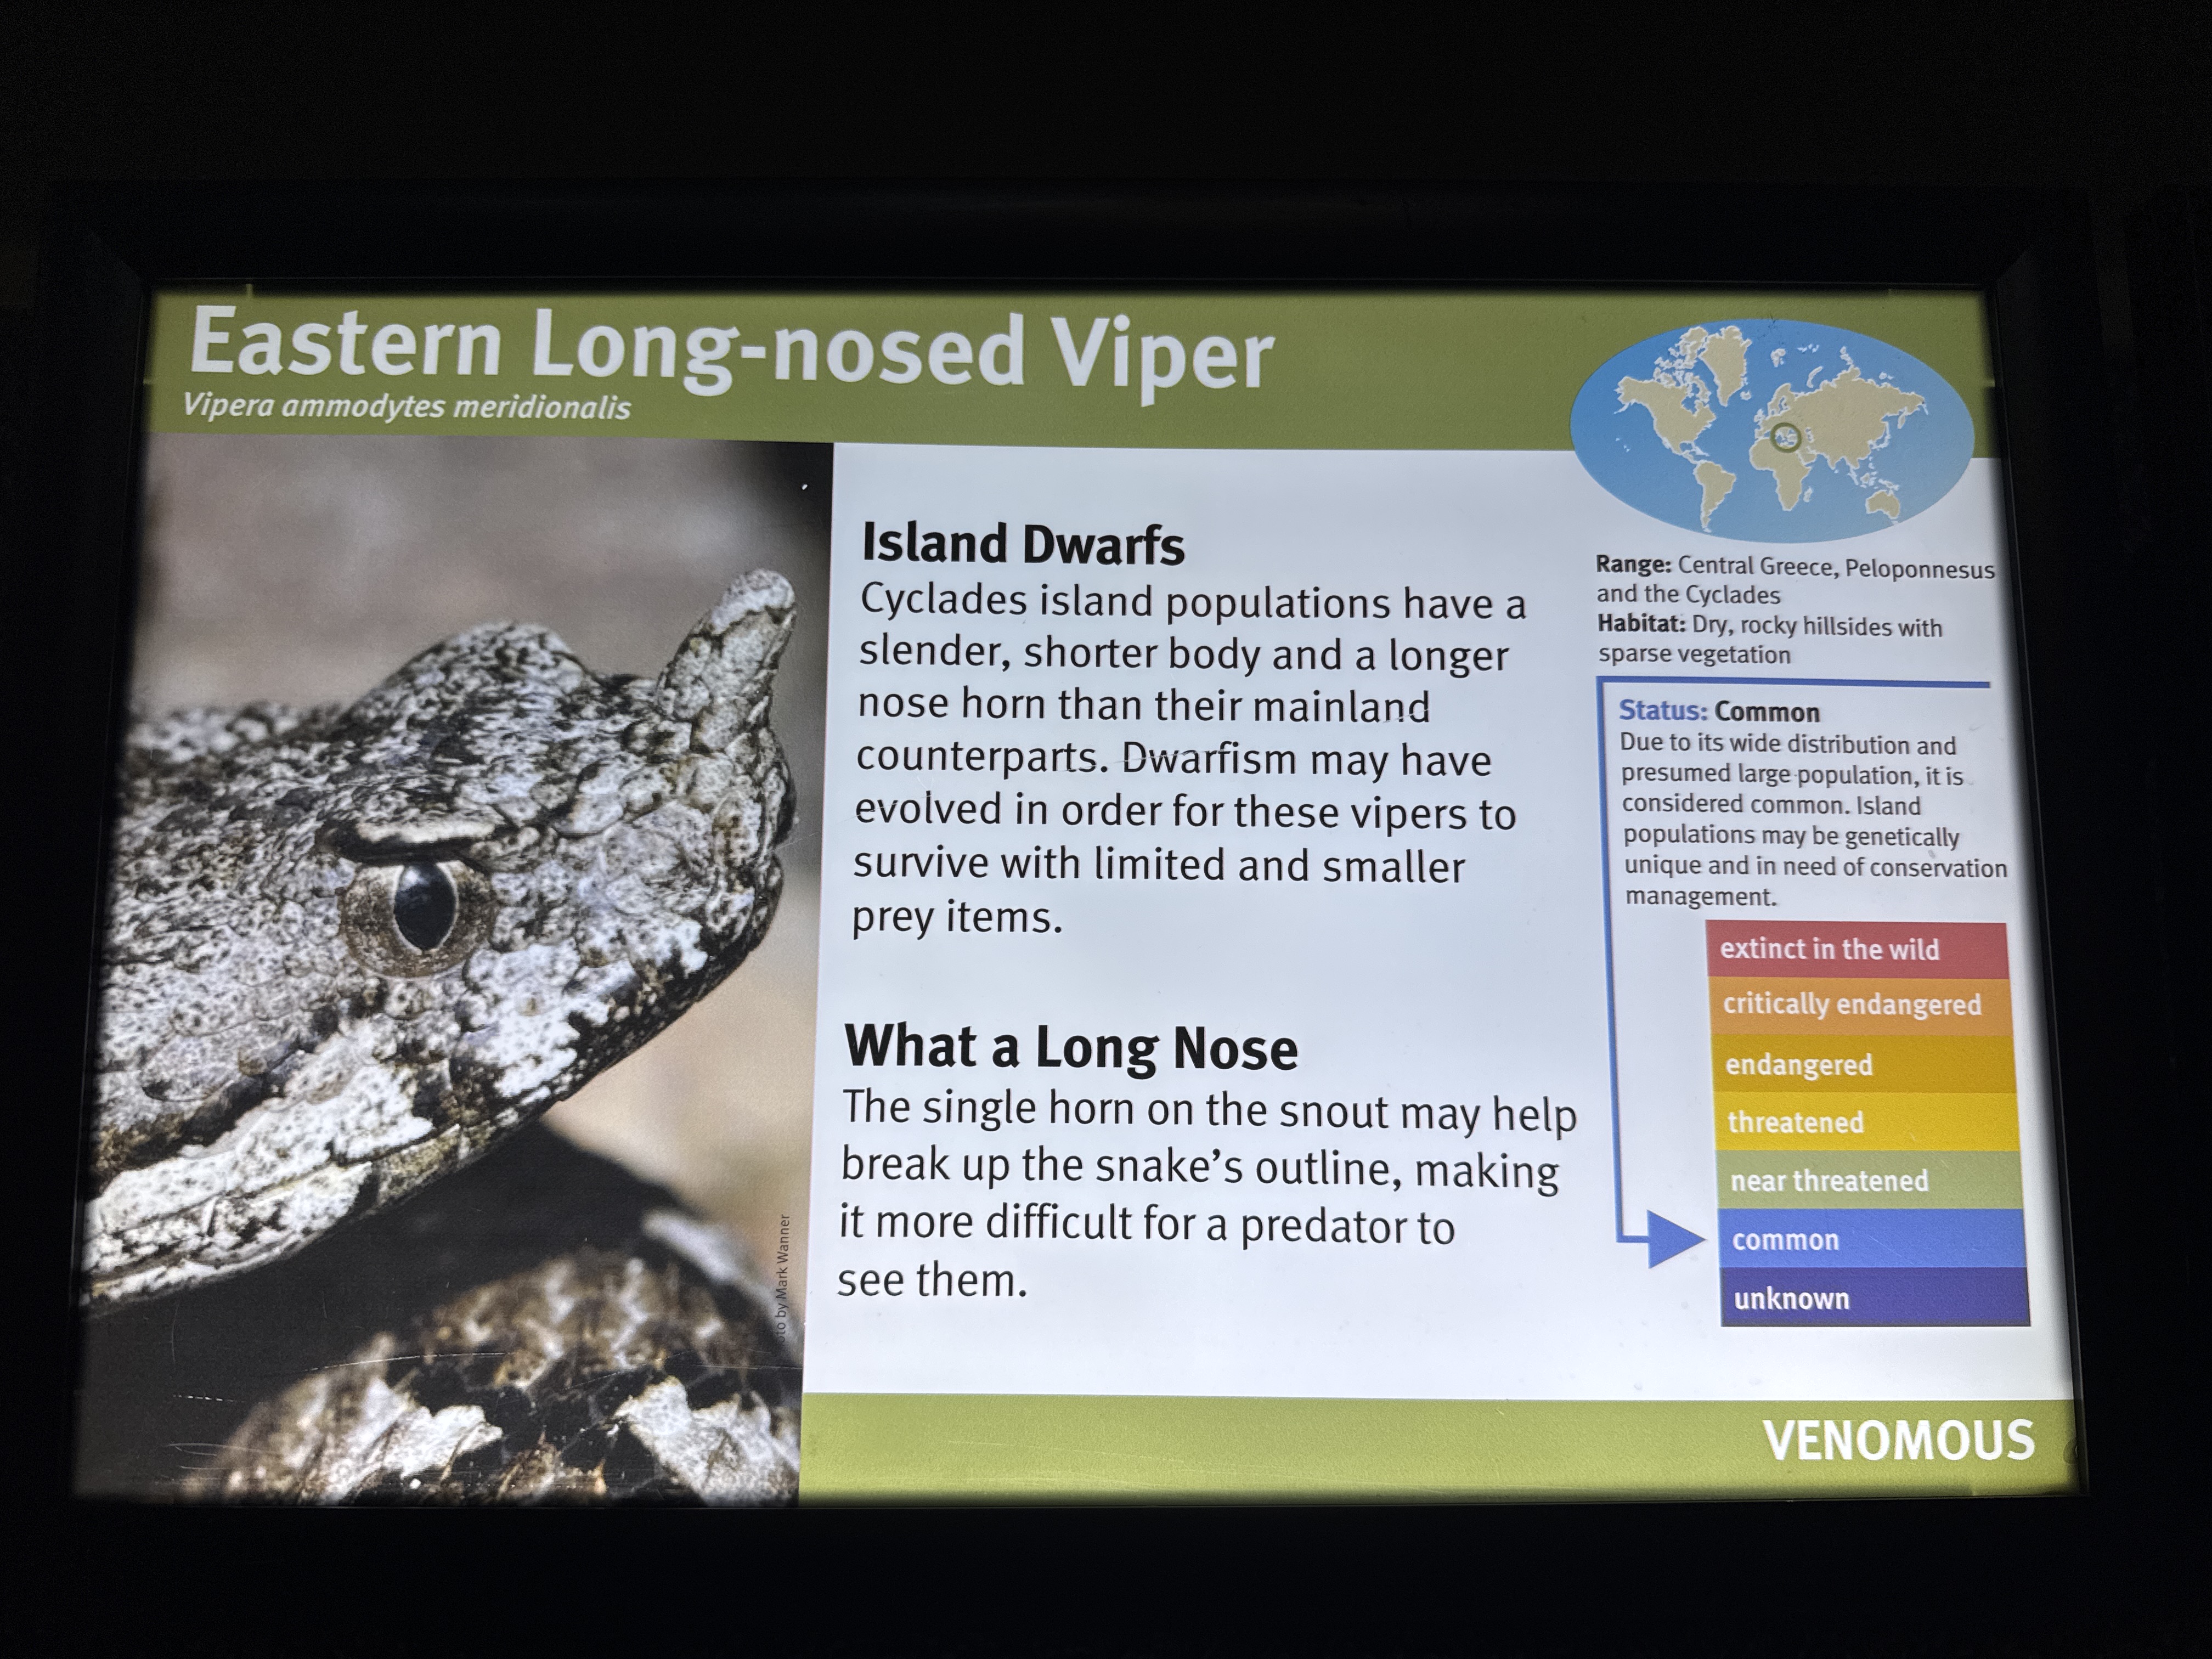 Eastern Long-nosed Viper
Vipera ammodytes meridionalis
Island Dwarfs
Cyclades island populations have a
slender, shorter body and a longer
nose horn than their mainland
counterparts. Dwarfism may have
evolved in order for these vipers to
survive with limited and smaller
prey items.
What a Long Nose
The single horn on the snout may help
break up the snake's outline, making
it more difficult for a predator to
see them.
by Mark Wanner
Range: Central Greece, Peloponnesus
and the Cyclades
Habitat: Dry, rocky hillsides with
sparse vegetation
Status: Common
Due to its wide distribution and
presumed large population, it is
considered common. Island
populations may be genetically
unique and in need of conservation
management.
extinct in the wild
critically endangered
endangered
threatened
near threatened
common
unknown
VENOMOUS